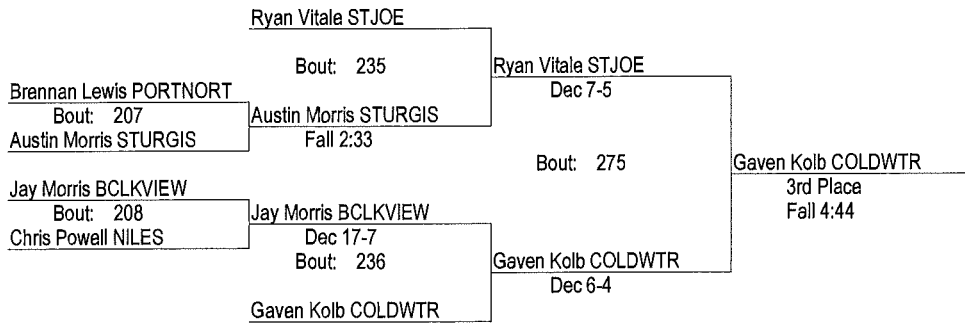 Ryan Vitale STJOE
Bout: 235
Ryan Vitale STJOE
Dec 7-5
Brennan Lewis PORTNORT
Bout: 207
Austin Morris STURGIS
Austin Morris STURGIS
Fall 2:33
Bout: 275
Gaven Kolb COLDWTR
3rd Place
Fall 4:44
Jay Morris BCLKVIEW
Bout: 208
Chris Powall NILES
Jay Morris BCLKVIEW
Dec 17-7
Bout: 236
Gaven Kolb COLDWTR
Dec 6-4
Gaven Kolb COLDWTR